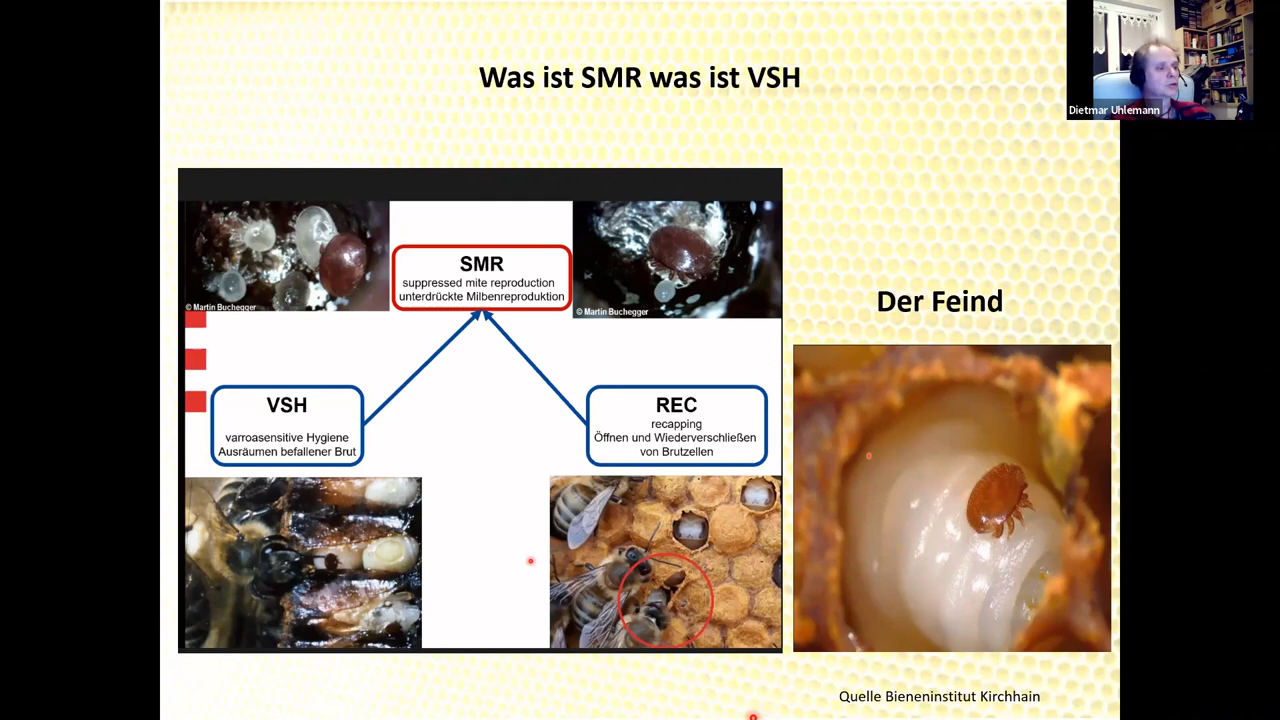 Was ist SMR was ist VSH
Dietmar Uhlemann
© Martin Buchegger
SMR
suppressed mite reproduction
unterdrückte Milbenreproduktion
© Martin Buchegger
Der Feind
VSH
varroasensitive Hygiene
Ausräumen befallener Brut
REC
recapping
Öffnen und Wiederverschließen
von Brutzellen
Quelle Bieneninstitut Kirchhain